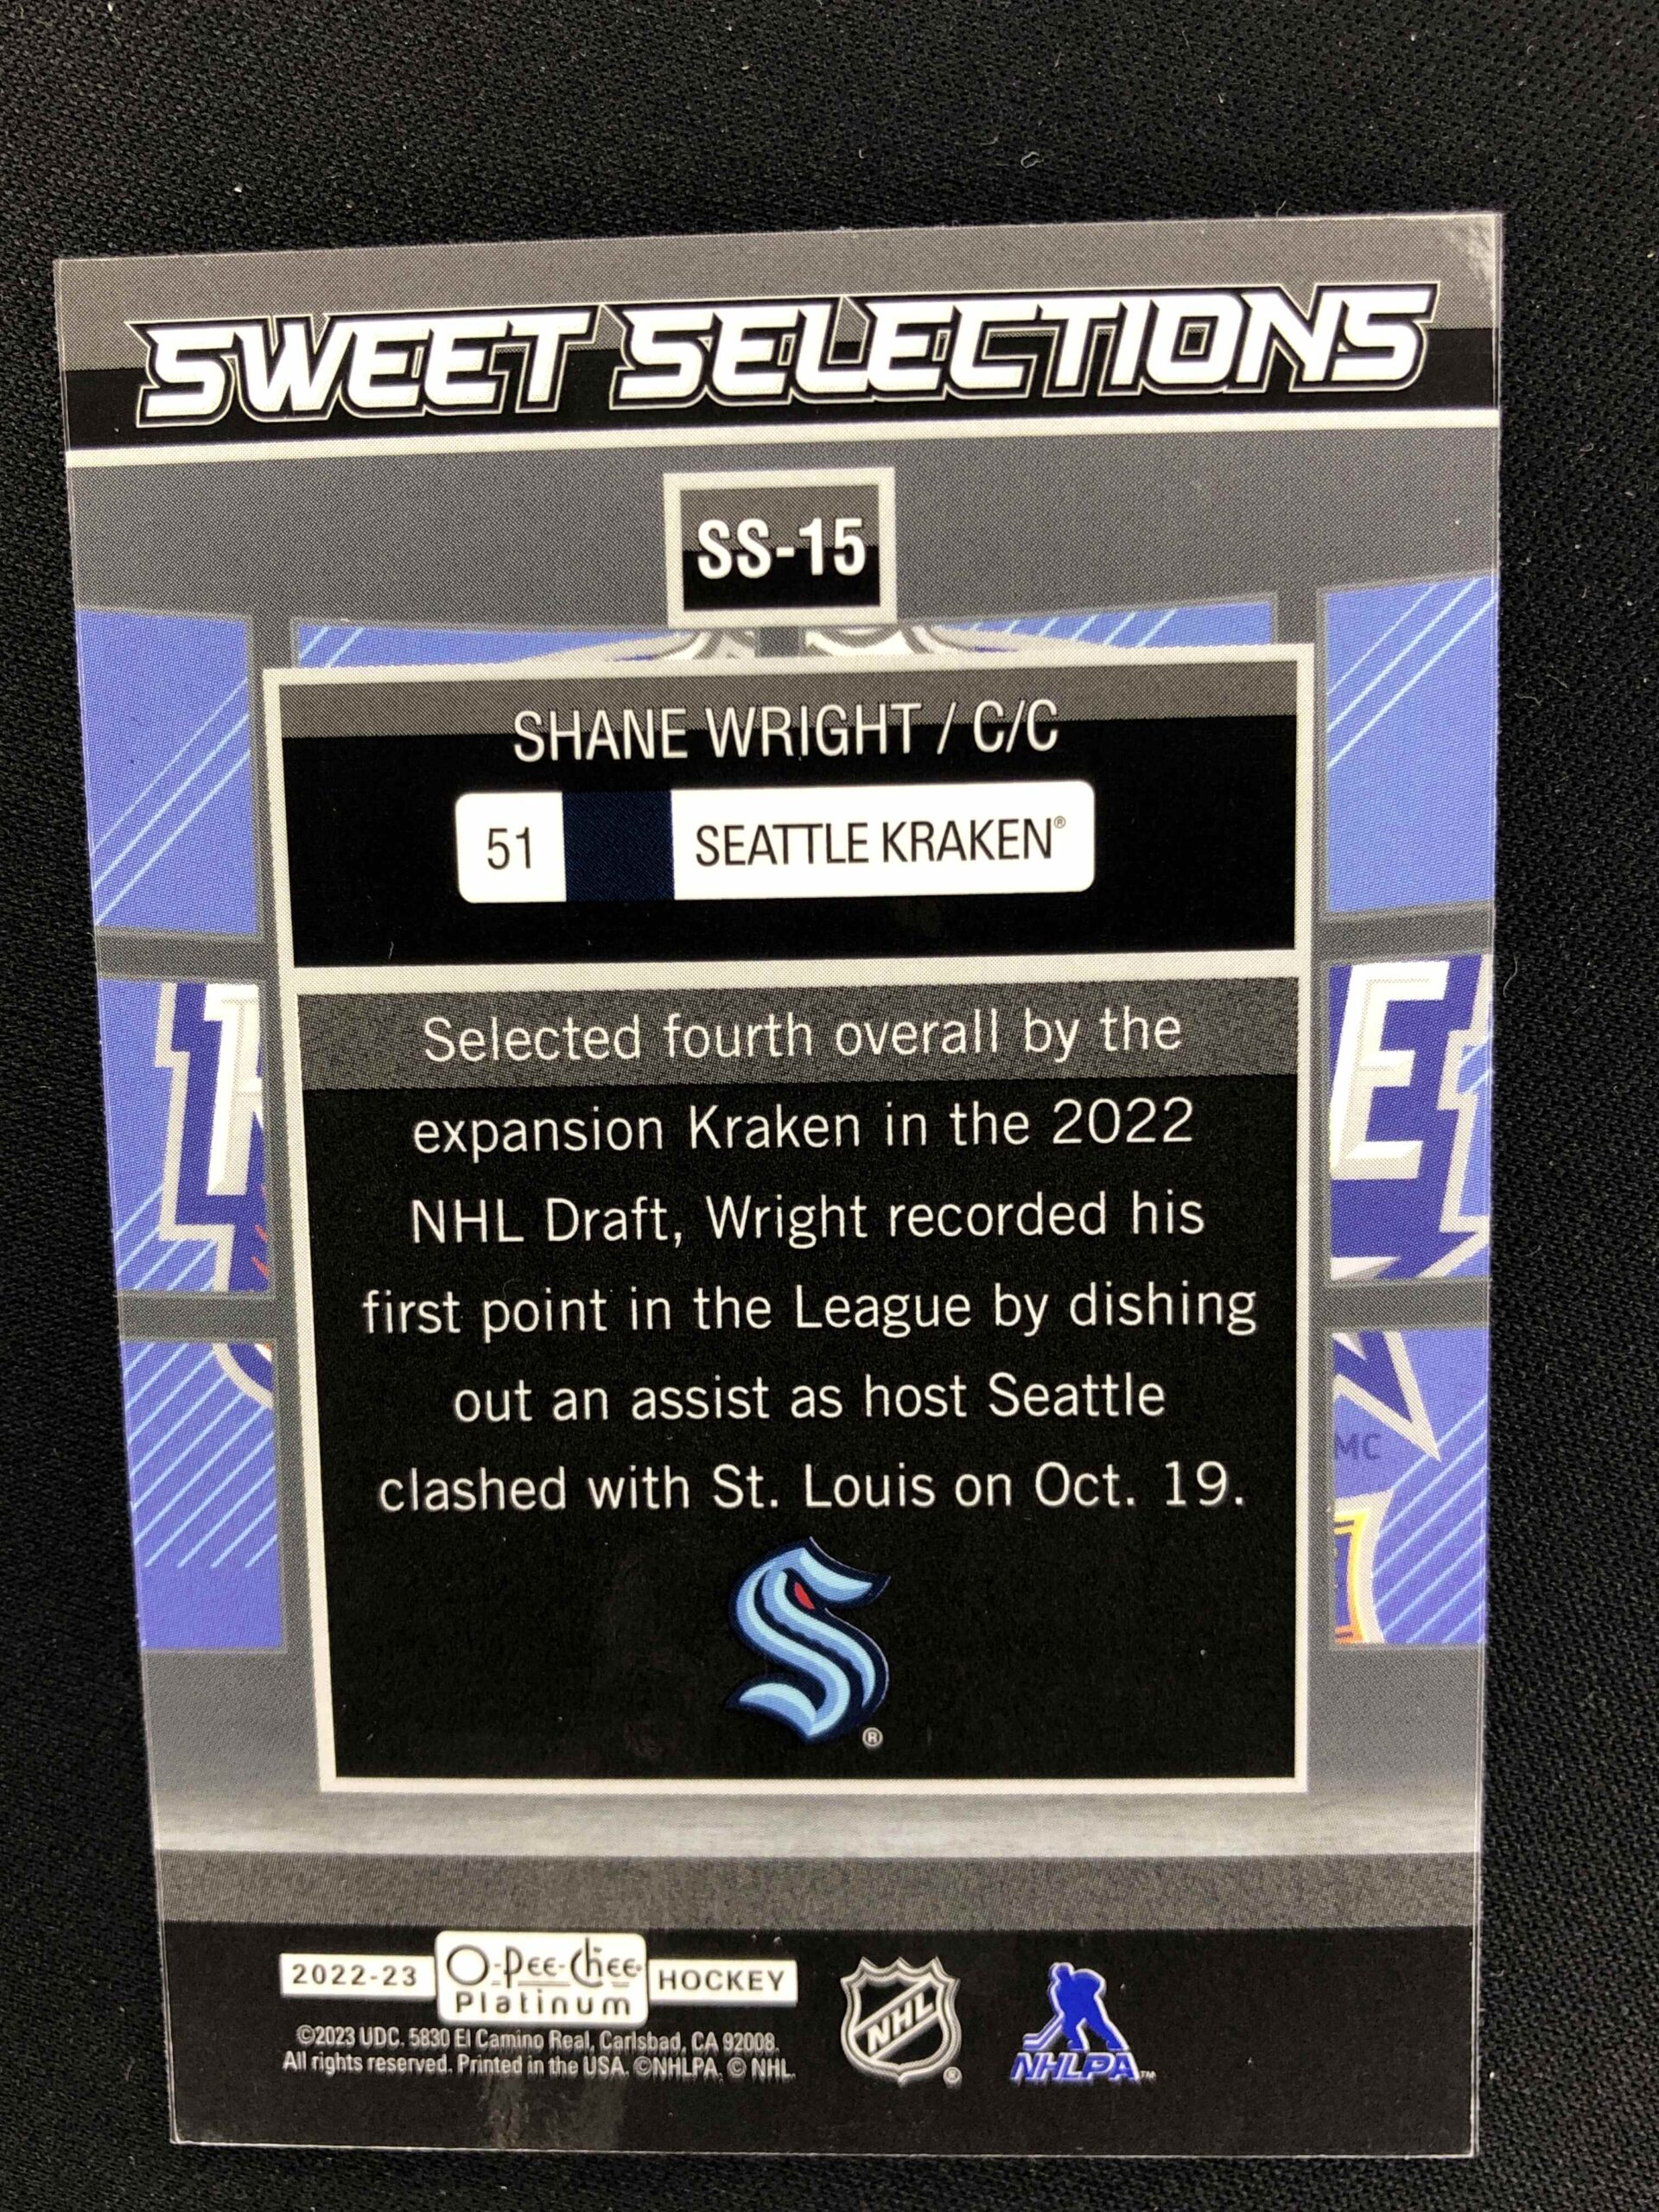 SWEET SELECTIONS
SS-15
SHANE WRIGHT / C/C
51 SEATTLE KRAKEN®
Selected fourth overall by the
expansion Kraken in the 2022
NHL Draft, Wright recorded his
first point in the League by dishing
out an assist as host Seattle
clashed with St. Louis on Oct. 19.
®
MC
2022-23 O-Pee-Chee Platinum HOCKEY
©2023 UDC. 5830 El Camino Real, Carlsbad, CA 92008.
All rights reserved. Printed in the USA. ©NHLPA. © NHL.
NHL ®
NHLPA™